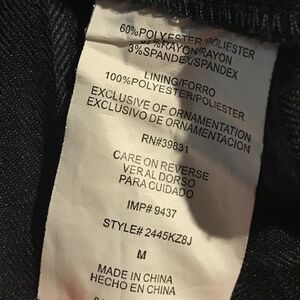 60%POLYESTER/POLIESTER
%RAYON/RAYON
3%SPANDEX/SPANDEX
LINING/FORRO
100%POLYESTER/POLIESTER
EXCLUSIVE OF ORNAMENTATION
EXCLUSIVO DE ORNAMENTACION
RN#39831
CARE ON REVERSE
VER AL DORSO
PARA CUIDADO
IMP# 9437
STYLE# 2445KZ8J
M
MADE IN CHINA
HECHO EN CHINA